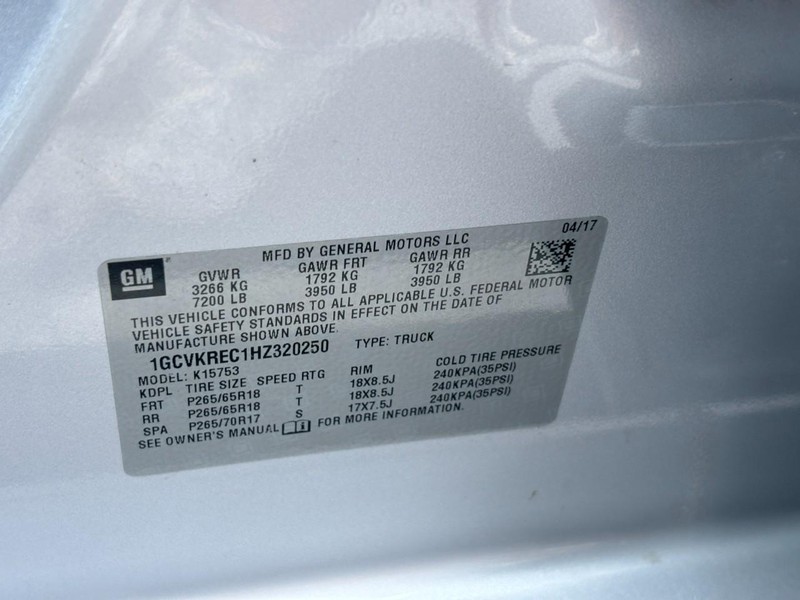 04/17
GM
MFD BY GENERAL MOTORS LLC
GVWR GAWR FRT GAWR RR
3266 KG 1792 KG 1792 KG
7200 LB 3950 LB 3950 LB
THIS VEHICLE CONFORMS TO ALL APPLICABLE U.S. FEDERAL MOTOR
VEHICLE SAFETY STANDARDS IN EFFECT ON THE DATE OF
MANUFACTURE SHOWN ABOVE.
1GCVKREC1HZ320250 TYPE: TRUCK
MODEL: K15753
KDPL TIRE SIZE SPEED RTG RIM COLD TIRE PRESSURE
FRT P265/65R18 T 18X8.5J 240KPA(35PSI)
RR P265/65R18 T 18X8.5J 240KPA(35PSI)
SPA P265/70R17 S 17X7.5J 240KPA(35PSI)
SEE OWNER'S MANUAL FOR MORE INFORMATION.